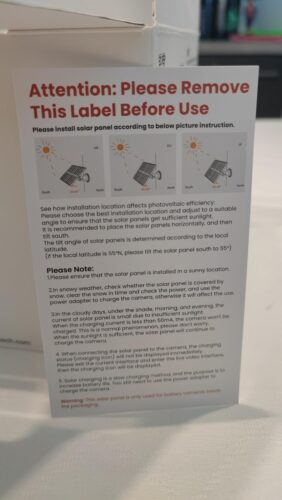 Attention: Please Remove
This Label Before Use
Please install solar panel according to below picture instruction.
See how installation location affects photovoltaic efficiency:
Please choose the best installation location and adjust to a suitable
angle to ensure that the solar panels get sufficient sunlight.
It is recommended to place the solar panels horizontally, and then
tilt south.
The tilt angle of solar panels is determined according to the local
latitude.
(if the local latitude is 55°N, please tilt the solar panel south to 55°)
Please Note:
1.Please ensure that the solar panel is installed in a sunny location.
2.In snowy weather, check whether the solar panel is covered by
snow, clear the snow in time and check the power, and use the
power adapter to charge the camera, otherwise it will affect the use.
3.In the cloudy days, under the shade, morning, and evening, the
current of solar panel is small due to insufficient sunlight.
When the charging current is less than 50mA, the camera won't be
charged. This is a normal phenomenon, please don't worry.
When the sunlight is sufficient, the solar panel will continue to
charge the camera.
4. When connecting the solar panel to the camera, the charging
status (charging icon) will not be displayed immediately.
Please exit the current interface and enter the live video interface,
then the charging icon will be displayed.
5. Solar charging is a slow charging method, and the purpose is to
increase battery life. You still need to use the power adapter to
charge the camera.
Warning: This solar panel is only used for battery cameras
the packaging.